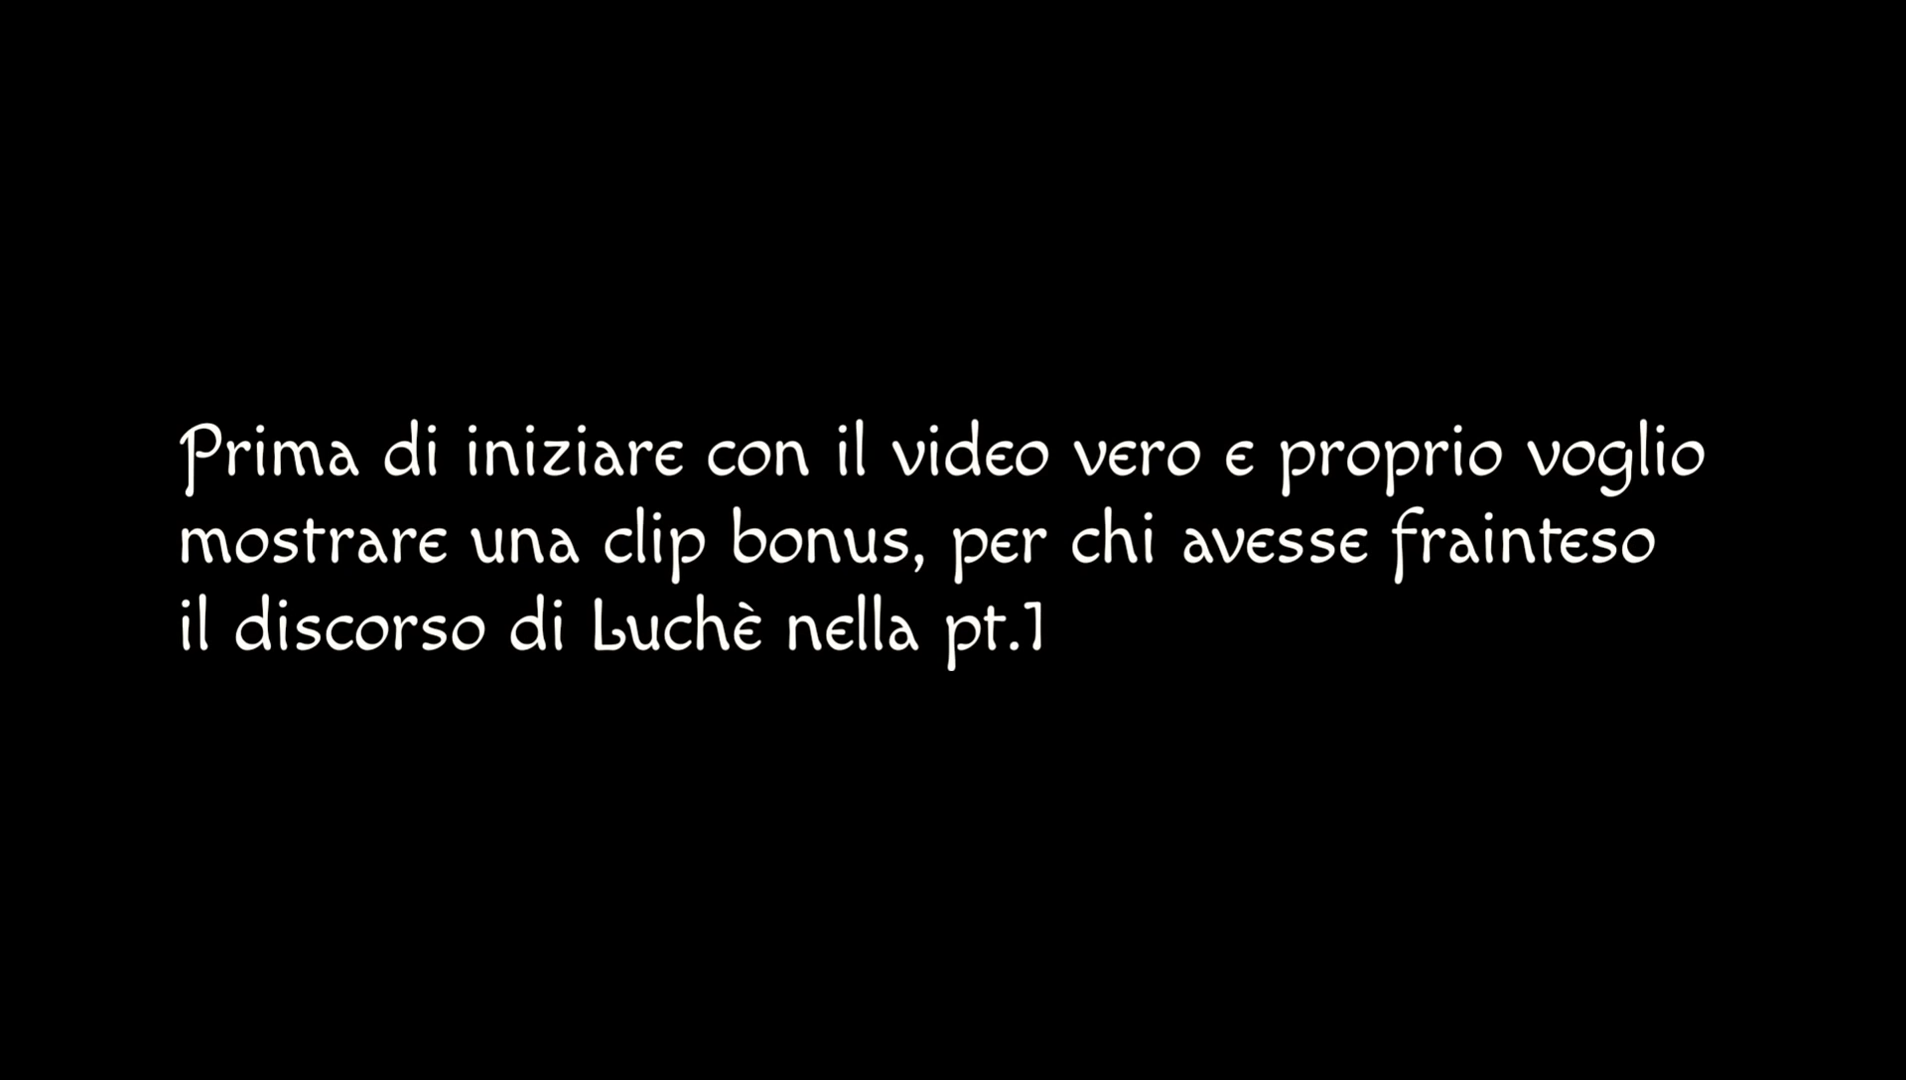 Prima di iniziare con il video vero e proprio voglio
mostrare una clip bonus, per chi avesse frainteso
il discorso di Luchè nella pt.1